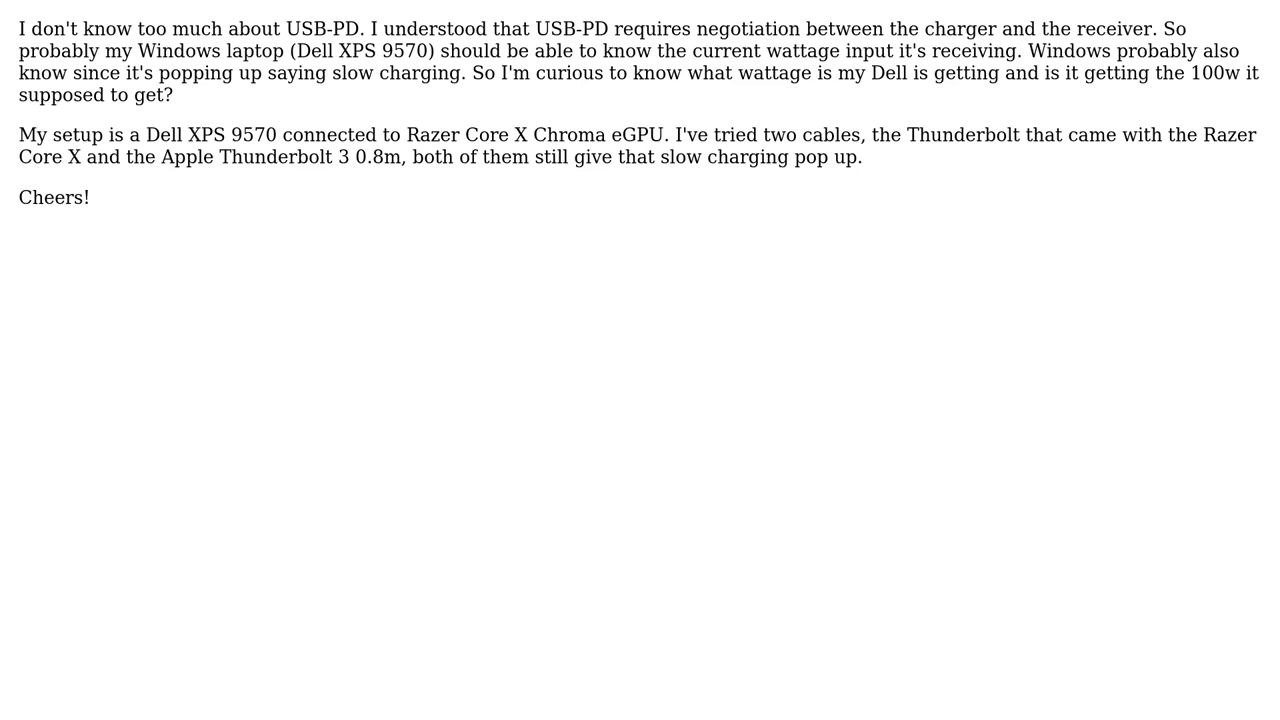 I don't know too much about USB-PD. I understood that USB-PD requires negotiation between the charger and the receiver. So
probably my Windows laptop (Dell XPS 9570) should be able to know the current wattage input it's receiving. Windows probably also
know since it's popping up saying slow charging. So I'm curious to know what wattage is my Dell is getting and is it getting the 100w it
supposed to get?
My setup is a Dell XPS 9570 connected to Razer Core X Chroma eGPU. I've tried two cables, the Thunderbolt that came with the Razer
Core X and the Apple Thunderbolt 3 0.8m, both of them still give that slow charging pop up.
Cheers!